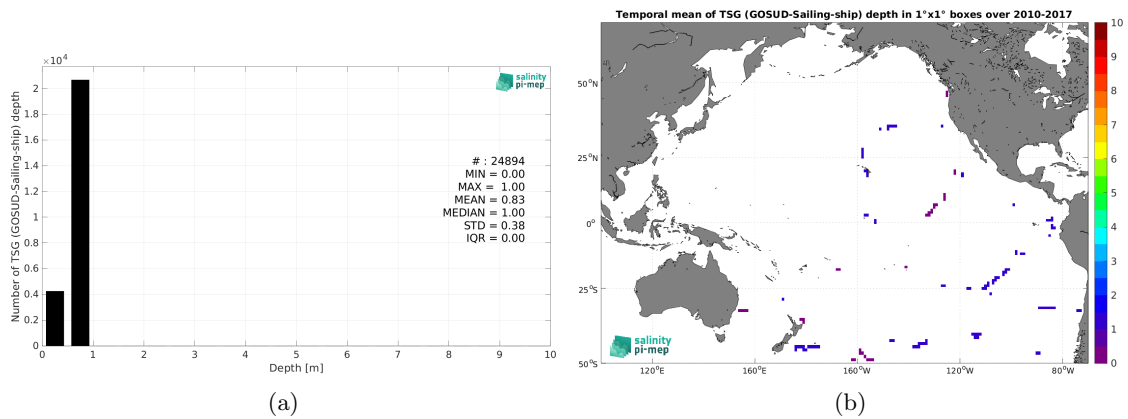 ×10⁴
2
1.8
1.6
1.4
1.2
1
0.8
0.6
0.4
0.2
0
Number of TSG (GOSUD-Sailing-ship) depth
salinity
pi-mep
# : 24894
MIN = 0.00
MAX = 1.00
MEAN = 0.83
MEDIAN = 1.00
STD = 0.38
IQR = 0.00
0 1 2 3 4 5 6 7 8 9 10
Depth [m]
(a)
Temporal mean of TSG (GOSUD-Sailing-ship) depth in 1°x1° boxes over 2010-2017
50°N
25°N
0°
25°S
50°S
120°E 160°E 160°W 120°W 80°W
salinity
pi-mep
10
9
8
7
6
5
4
3
2
1
0
(b)